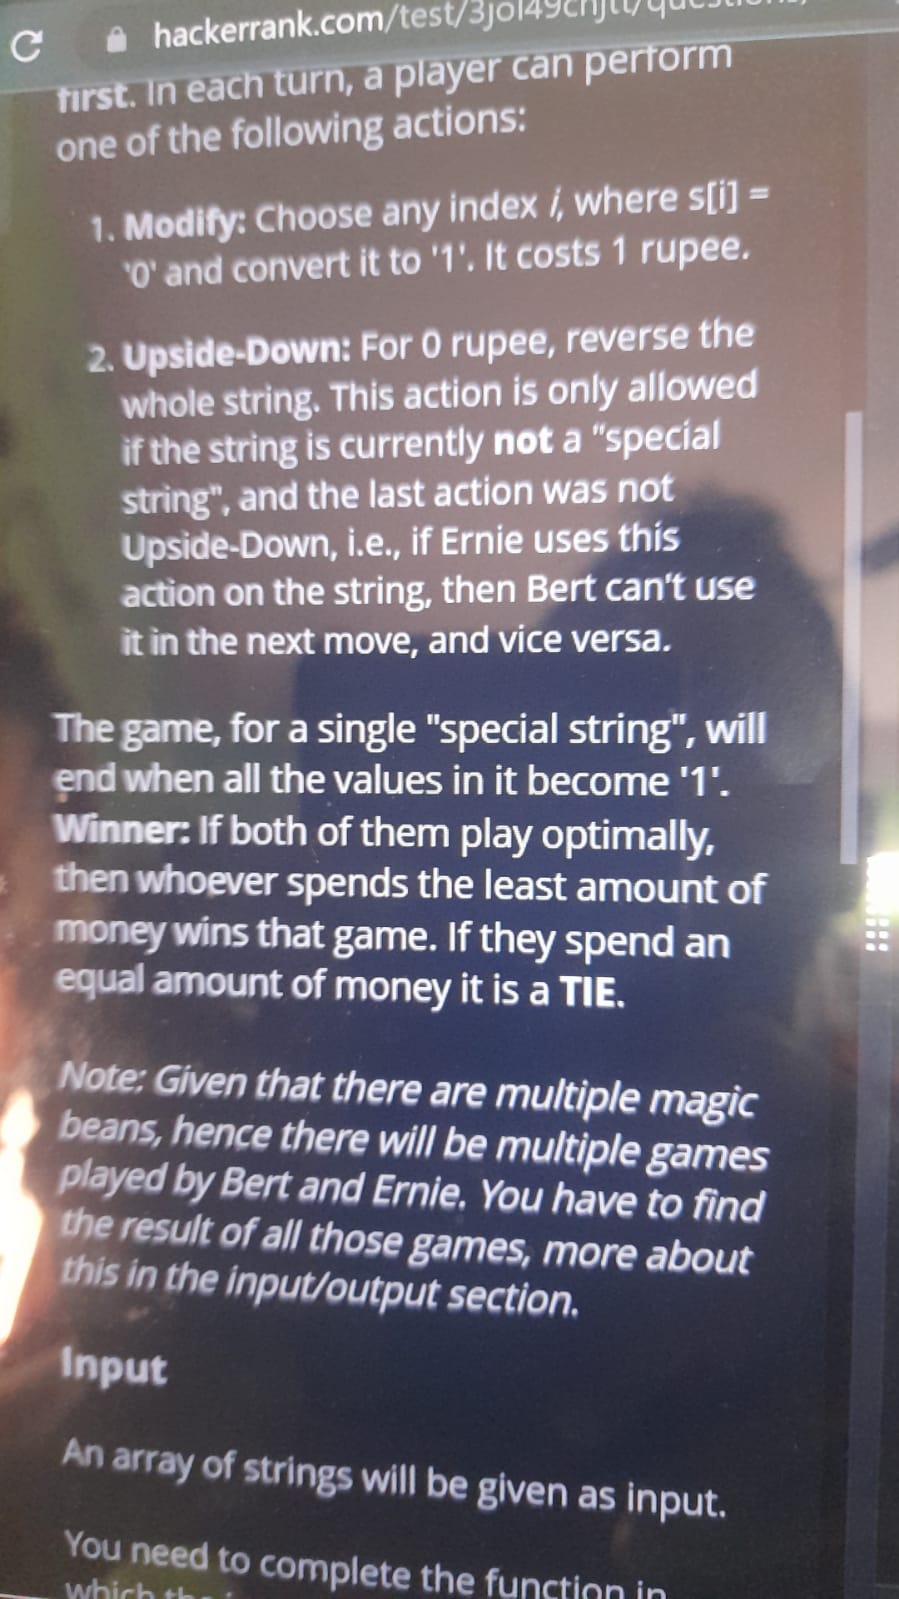 hackerrank.com/test/3jol49cnjtt/questions/
first. In each turn, a player can perform
one of the following actions:
1. Modify: Choose any index i, where s[i] =
'0' and convert it to '1'. It costs 1 rupee.
2. Upside-Down: For 0 rupee, reverse the
whole string. This action is only allowed
if the string is currently not a "special
string", and the last action was not
Upside-Down, i.e., if Ernie uses this
action on the string, then Bert can't use
it in the next move, and vice versa.
The game, for a single "special string", will
end when all the values in it become '1'.
Winner: If both of them play optimally,
then whoever spends the least amount of
money wins that game. If they spend an
equal amount of money it is a TIE.
Note: Given that there are multiple magic
beans, hence there will be multiple games
played by Bert and Ernie. You have to find
the result of all those games, more about
this in the input/output section.
Input
An array of strings will be given as input.
You need to complete the function in
which